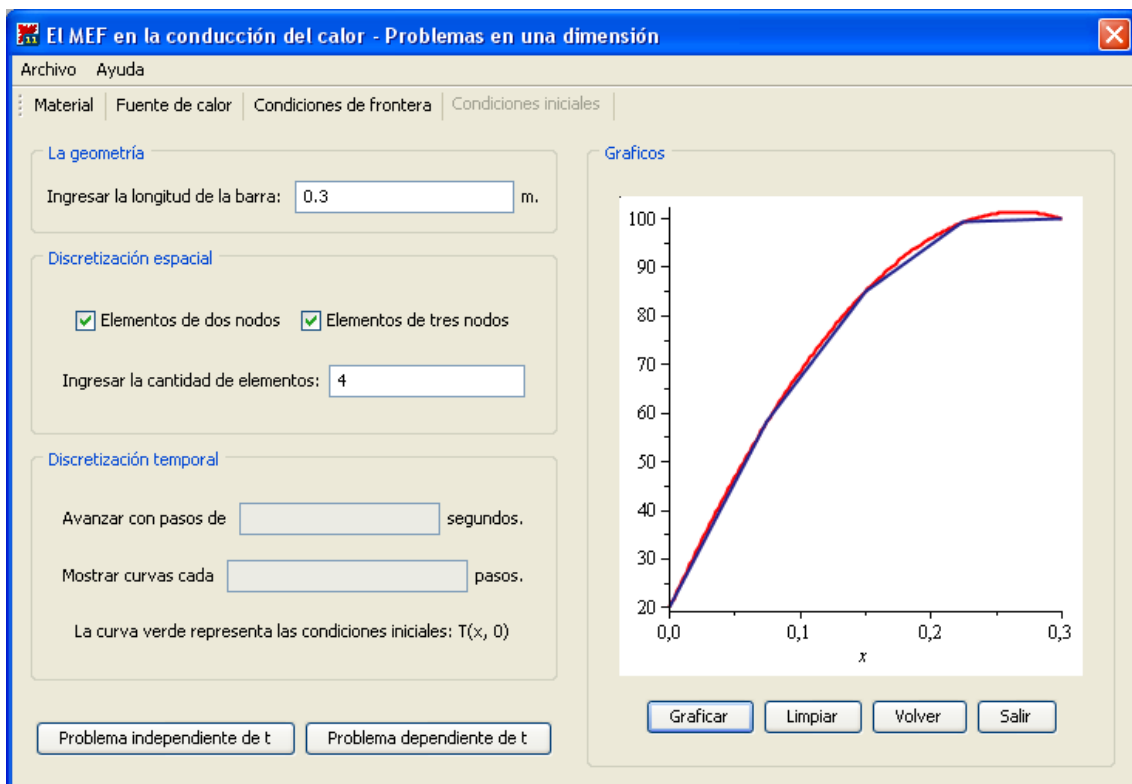 El MEF en la conducción del calor - Problemas en una dimensión
Archivo Ayuda
Material Fuente de calor Condiciones de frontera Condiciones iniciales
La geometría
Ingresar la longitud de la barra: 0.3 m.
Discretización espacial
Elementos de dos nodos Elementos de tres nodos
Ingresar la cantidad de elementos: 4
Discretización temporal
Avanzar con pasos de segundos.
Mostrar curvas cada pasos.
La curva verde representa las condiciones iniciales: T(x, 0)
Problema independiente de t Problema dependiente de t
Graficos
100
90
80
70
60
50
40
30
20
0,0 0,1 0,2 0,3
x
Graficar Limpiar Volver Salir